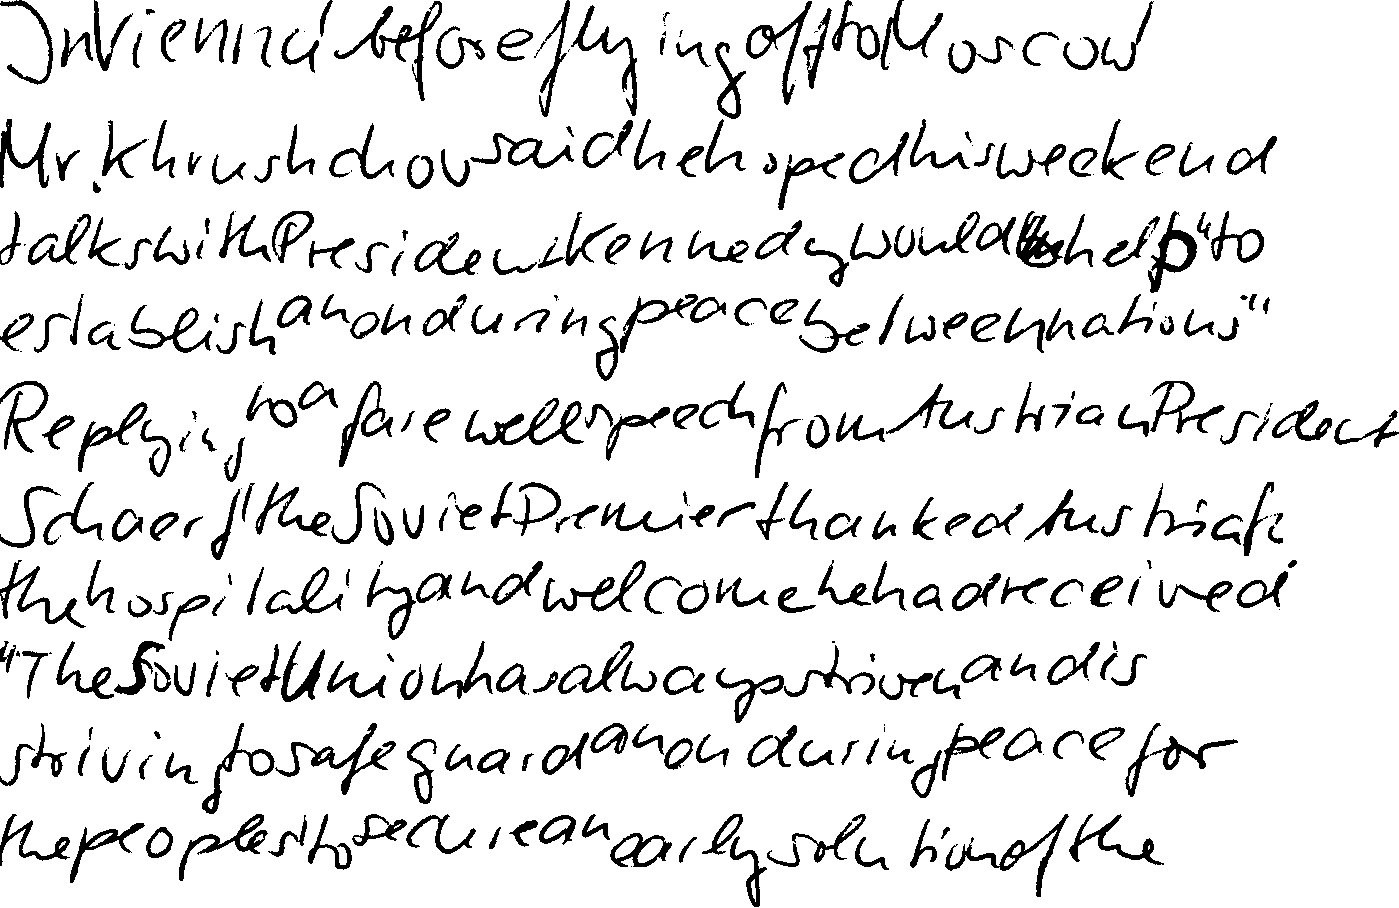 In Vienna before flying off to Moscow
Mr. Khrushchov said he hoped his weekend
talks with President Kennedy would help "to
establish an onduring peace between nations"
Replying to a farewell speech from Austrian President
Schaerf the Soviet Premier thanked Austria for
the hospitality and welcome he had received
"The Soviet Union has always striven and is
striving to safeguard an onduring peace for
the peoples to secure an early solution of the